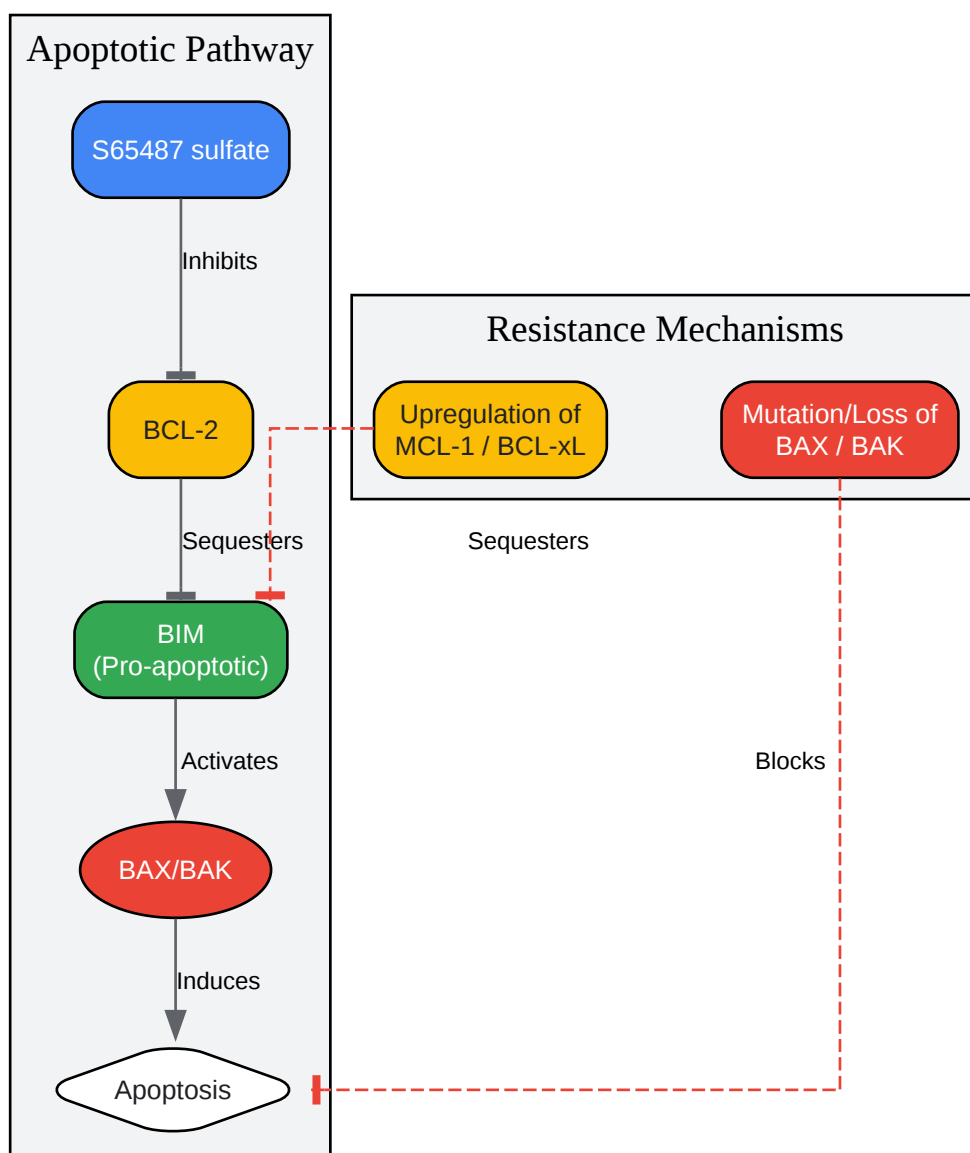 Apoptotic Pathway
S65487 sulfate
Inhibits
Resistance Mechanisms
BCL-2
Upregulation of
MCL-1 / BCL-xL
Mutation/Loss of
BAX / BAK
Sequesters
Sequesters
BIM
(Pro-apoptotic)
Activates
Blocks
BAX/BAK
Induces
Apoptosis